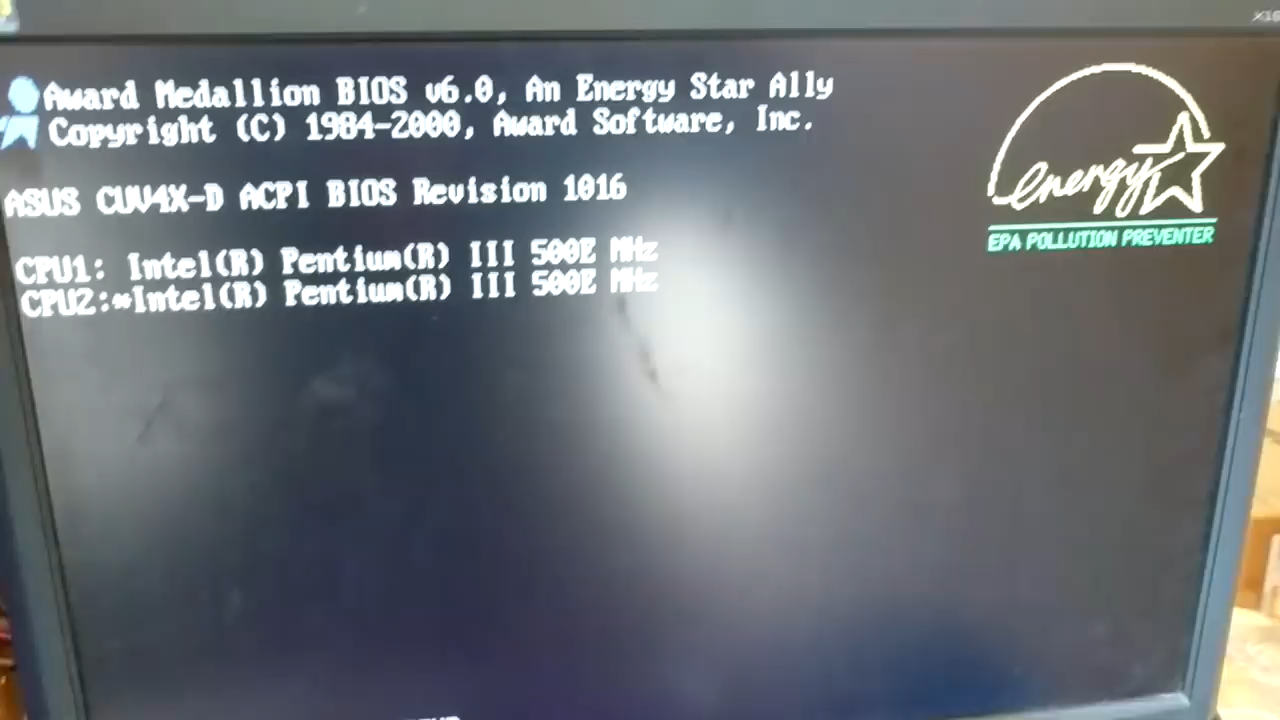 Award Medallion BIOS v6.0, An Energy Star Ally
Copyright (C) 1984-2000, Award Software, Inc.
energy
EPA POLLUTION PREVENTER
ASUS CUV4X-D ACPI BIOS Revision 1016
CPU1: Intel(R) Pentium(R) III 500E MHz
CPU2:*Intel(R) Pentium(R) III 500E MHz